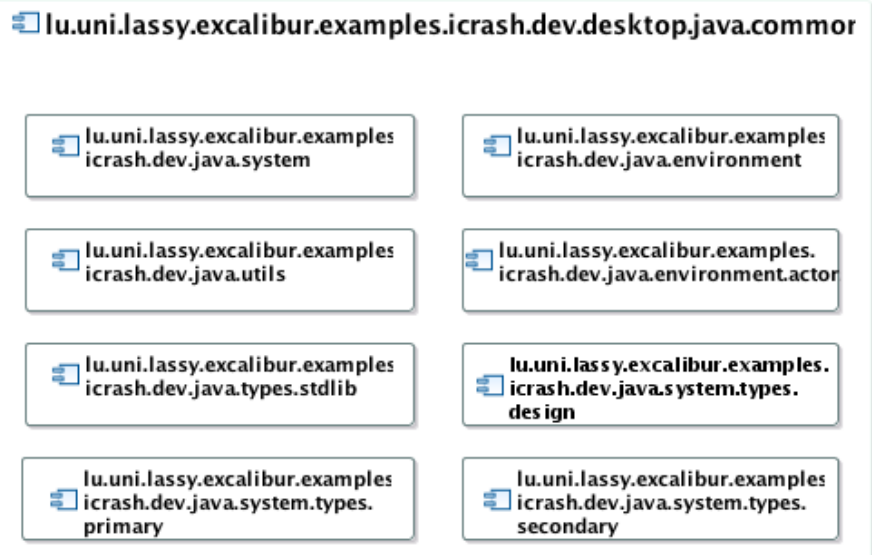 lu.uni.lassy.excalibur.examples.icrash.dev.desktop.java.commor
lu.uni.lassy.excalibur.examples
icrash.dev.java.system
lu.uni.lassy.excalibur.examples
icrash.dev.java.environment
lu.uni.lassy.excalibur.examples
icrash.dev.java.utils
lu.uni.lassy.excalibur.examples.
icrash.dev.java.environment.actor
lu.uni.lassy.excalibur.examples
icrash.dev.java.types.stdlib
lu.uni.lassy.excalibur.examples.
icrash.dev.java.system.types.
design
lu.uni.lassy.excalibur.examples
icrash.dev.java.system.types.
primary
lu.uni.lassy.excalibur.examples
icrash.dev.java.system.types.
secondary